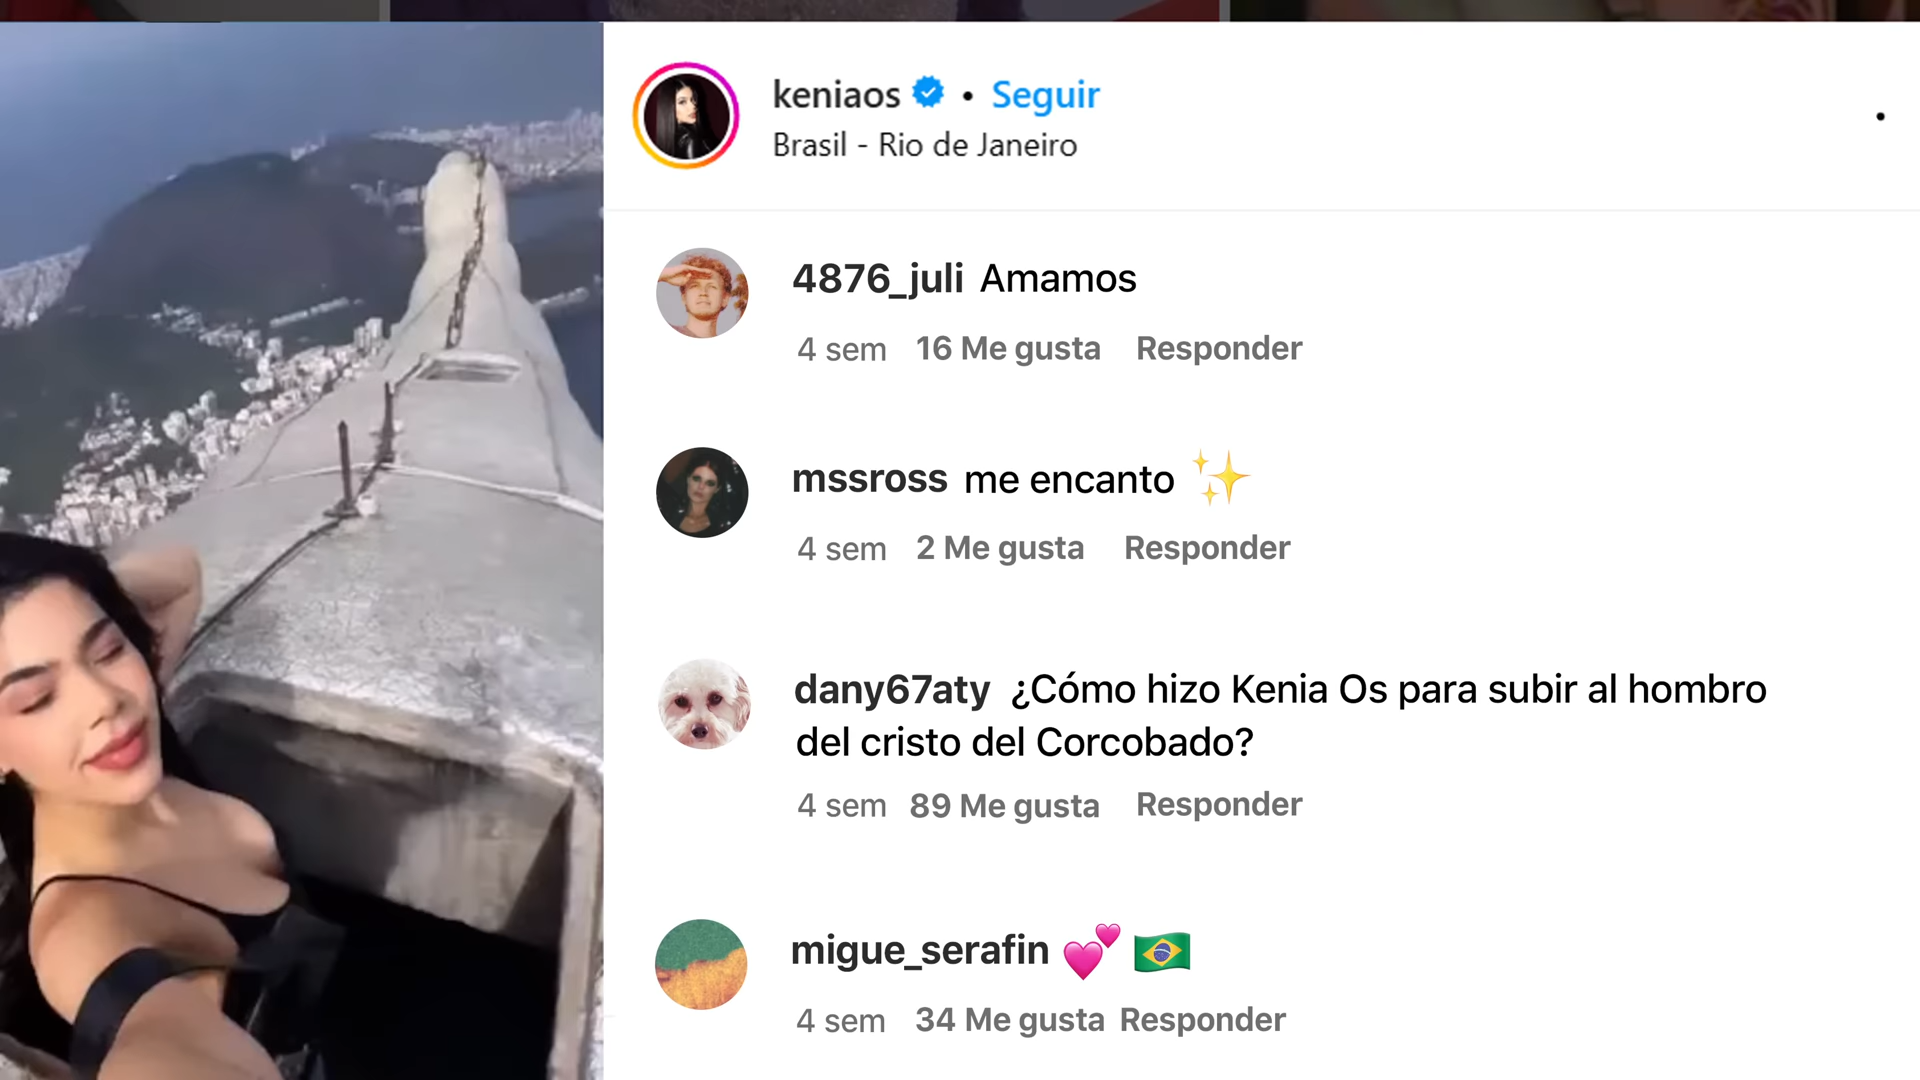 keniaos • Seguir
Brasil - Rio de Janeiro
4876_juli Amamos
4 sem 16 Me gusta Responder
mssross me encanto ✨
4 sem 2 Me gusta Responder
dany67aty ¿Cómo hizo Kenia Os para subir al hombro
del cristo del Corcobado?
4 sem 89 Me gusta Responder
migue_serafin 💕 🇧🇷
4 sem 34 Me gusta Responder